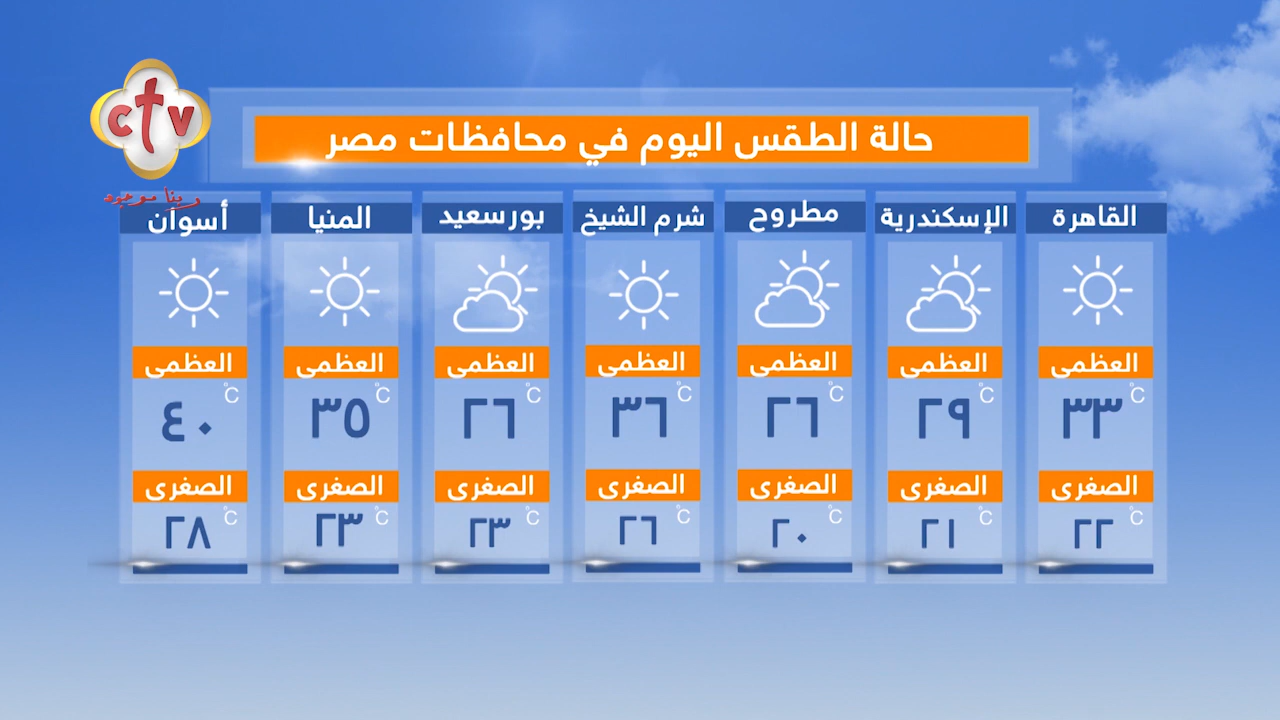 ctv
ربنا موجود
حالة الطقس اليوم في محافظات مصر
القاهرة
العظمى
٣٣ °C
الصغرى
٢٢ °C
الإسكندرية
العظمى
٢٩ °C
الصغرى
٢١ °C
مطروح
العظمى
٢٦ °C
الصغرى
٢٠ °C
شرم الشيخ
العظمى
٣٦ °C
الصغرى
٢٦ °C
بورسعيد
العظمى
٢٦ °C
الصغرى
٢٣ °C
المنيا
العظمى
٣٥ °C
الصغرى
٢٣ °C
أسوان
العظمى
٤٠ °C
الصغرى
٢٨ °C